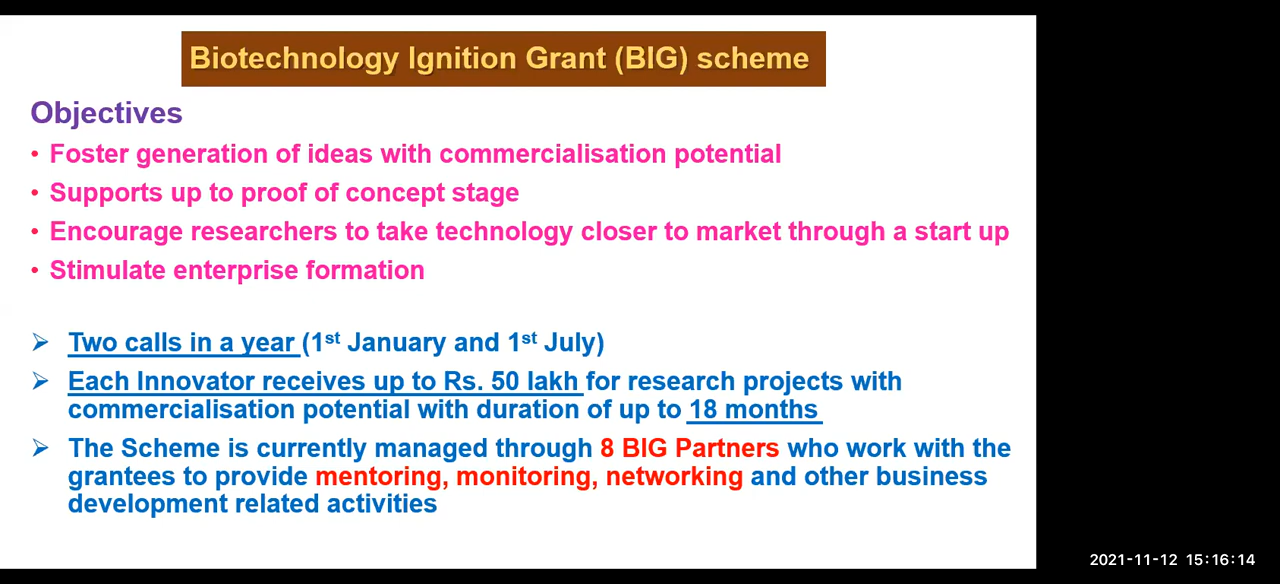 Biotechnology Ignition Grant (BIG) scheme
Objectives
• Foster generation of ideas with commercialisation potential
• Supports up to proof of concept stage
• Encourage researchers to take technology closer to market through a start up
• Stimulate enterprise formation
➢ Two calls in a year (1st January and 1st July)
➢ Each Innovator receives up to Rs. 50 lakh for research projects with
commercialisation potential with duration of up to 18 months
➢ The Scheme is currently managed through 8 BIG Partners who work with the
grantees to provide mentoring, monitoring, networking and other business
development related activities
2021-11-12 15:16:14